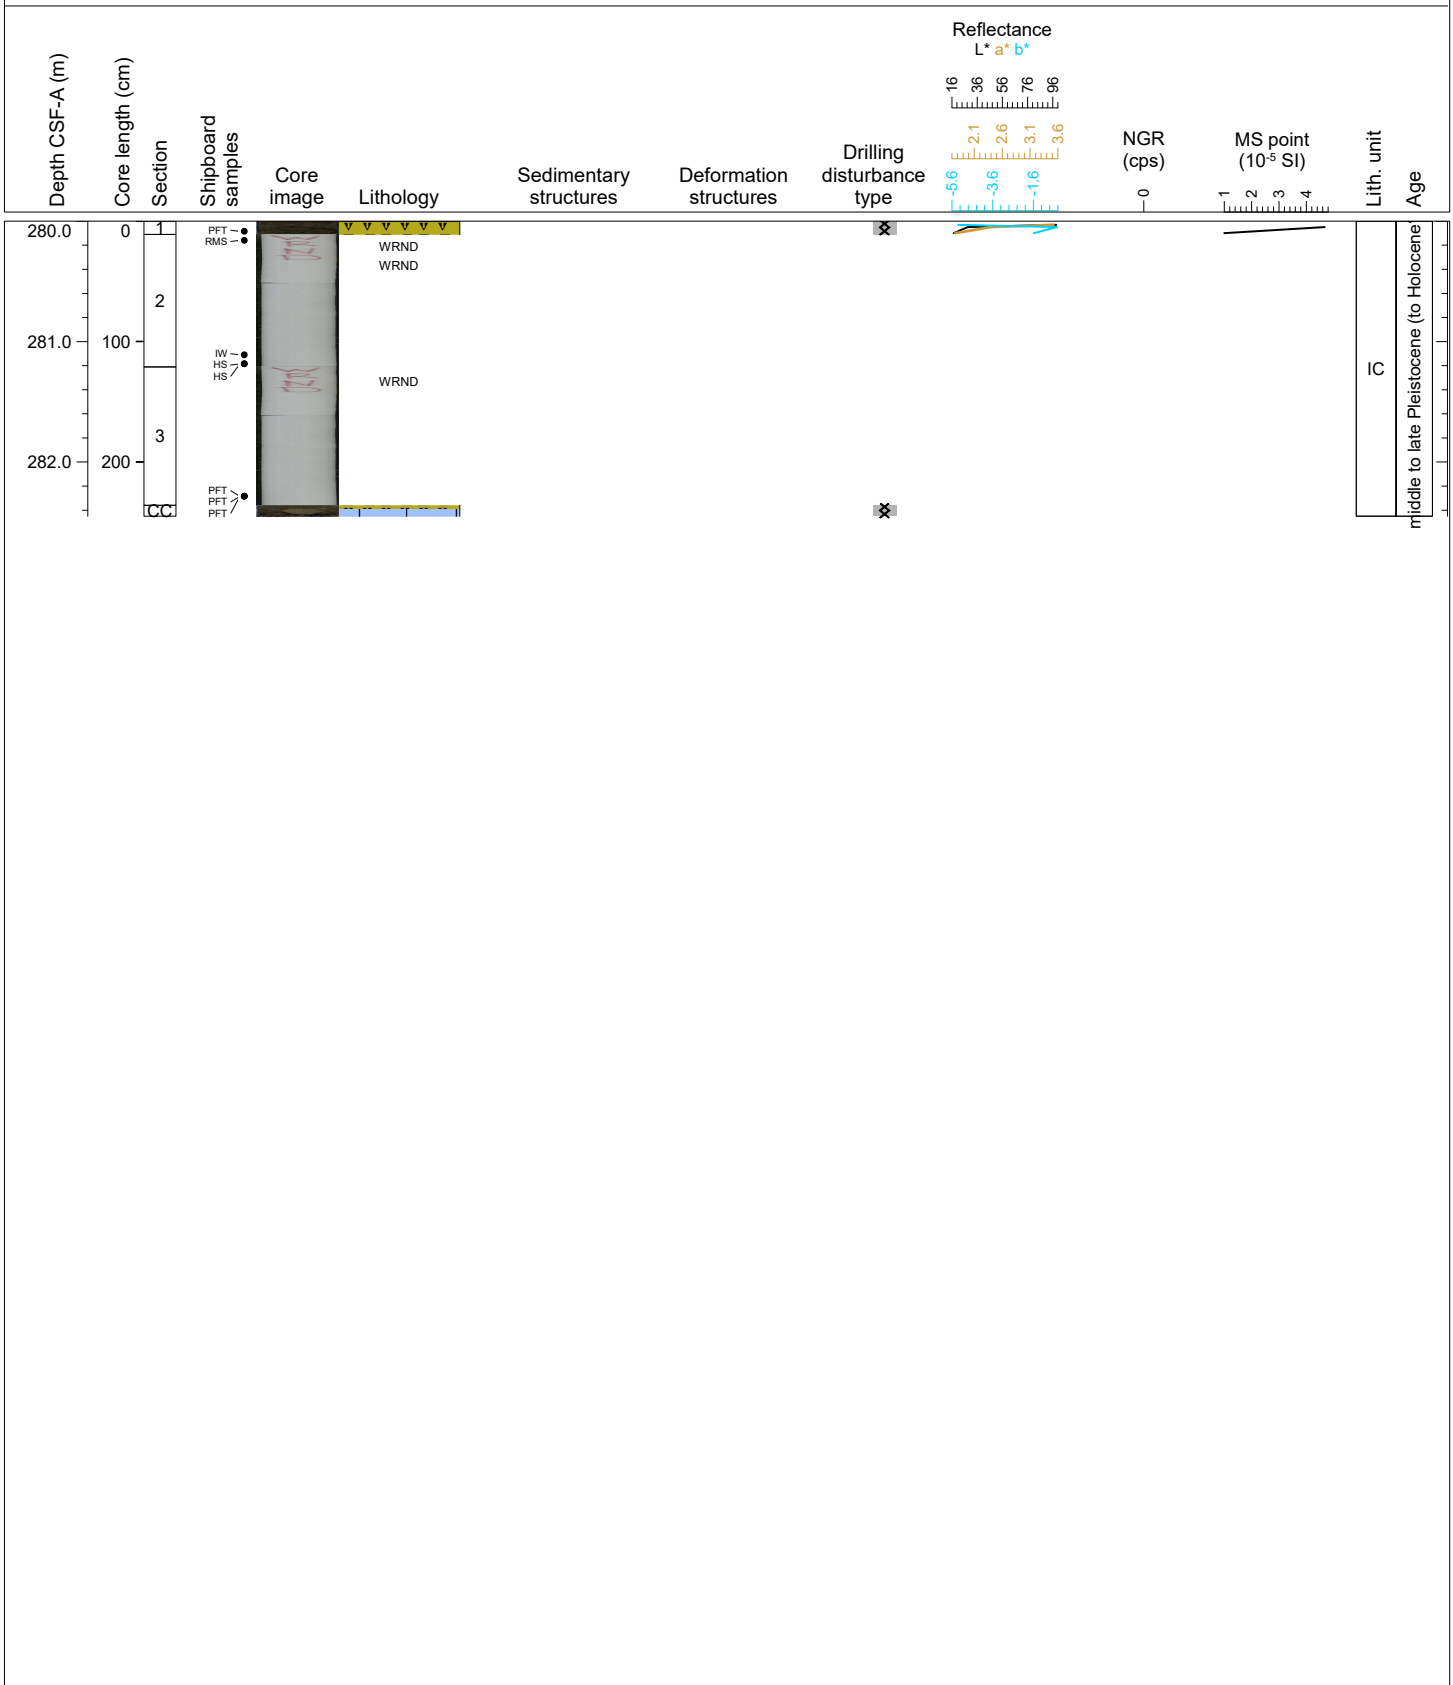 Depth CSF-A (m)
Core length (cm)
Section
Shipboard
samples
Core
image
Lithology
Sedimentary
structures
Deformation
structures
Drilling
disturbance
type
Reflectance
L* a* b*
16 36 56 76 96
2.1 2.6 3.1 3.6
-5.6 -3.6 -1.6
NGR
(cps)
0
MS point
(10-5 SI)
1 2 3 4
Lith. unit
Age
280.0 0 1 PFT
RMS
WRND
WRND
2
281.0 100
IW
HS
HS
WRND
IC
middle to late Pleistocene (to Holocene
3
282.0 200
PFT
PFT
PFT
CC